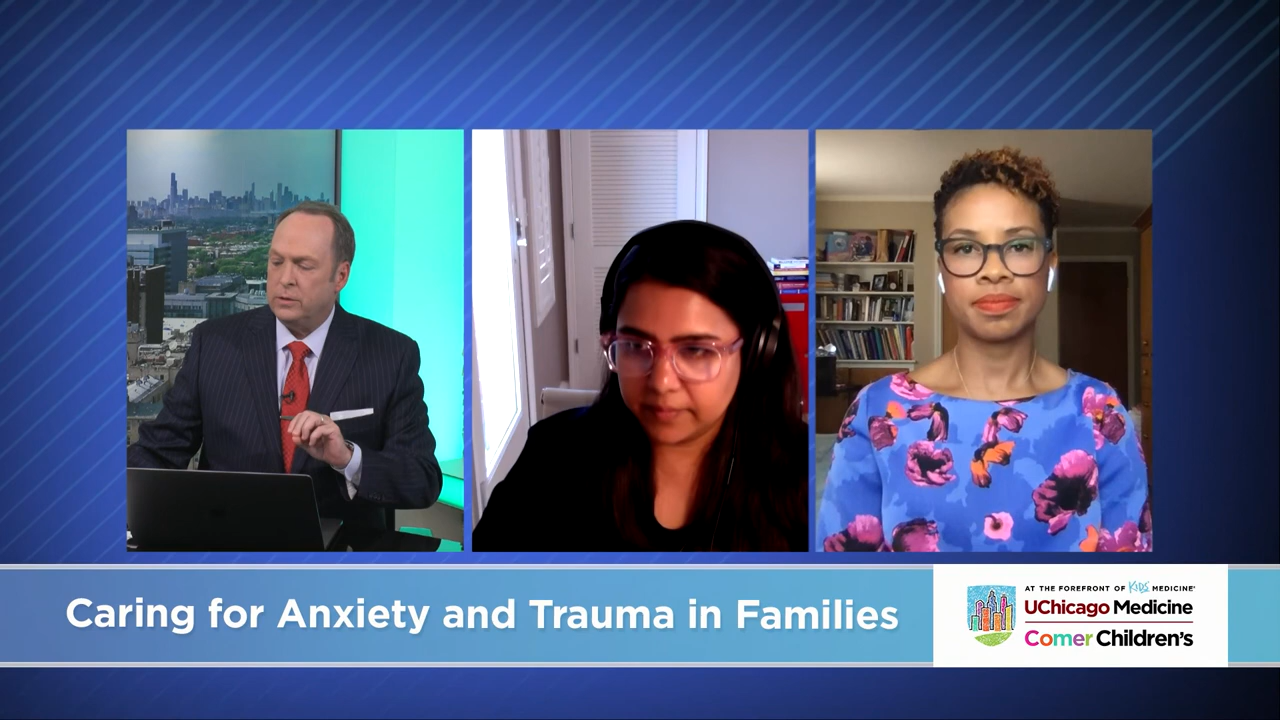 Caring for Anxiety and Trauma in Families
AT THE FOREFRONT OF KIDS MEDICINE®
UChicago Medicine
Comer Children's